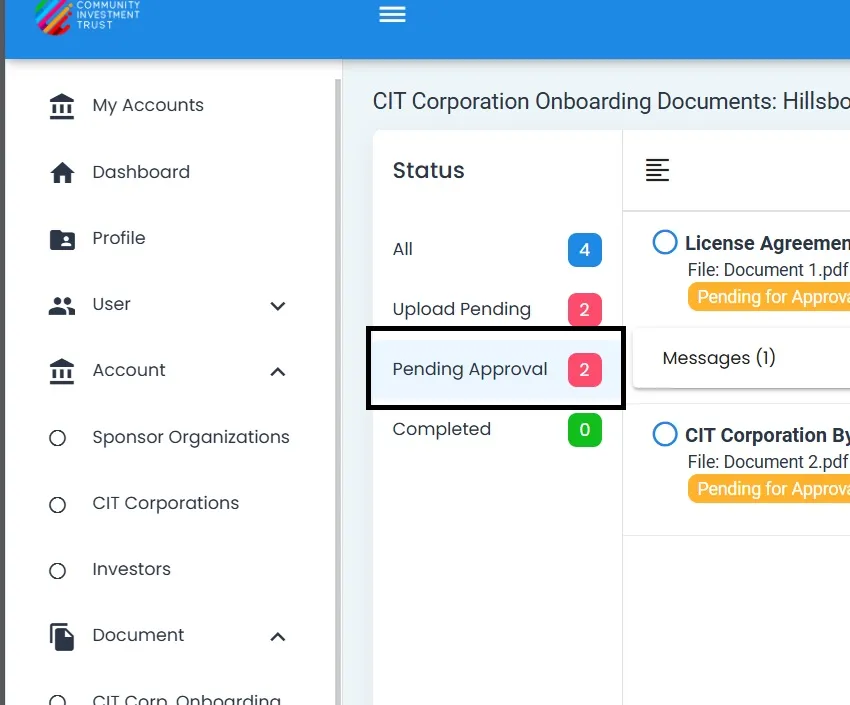 COMMUNITY
INVESTMENT
TRUST
My Accounts
Dashboard
Profile
User
Account
Sponsor Organizations
CIT Corporations
Investors
Document
CIT Corp. Onboarding
CIT Corporation Onboarding Documents: Hillsbo
Status
All 4
Upload Pending 2
Pending Approval 2
Completed 0
License Agreemen
File: Document 1.pdf
Pending for Approva
Messages (1)
CIT Corporation By
File: Document 2.pdf
Pending for Approva